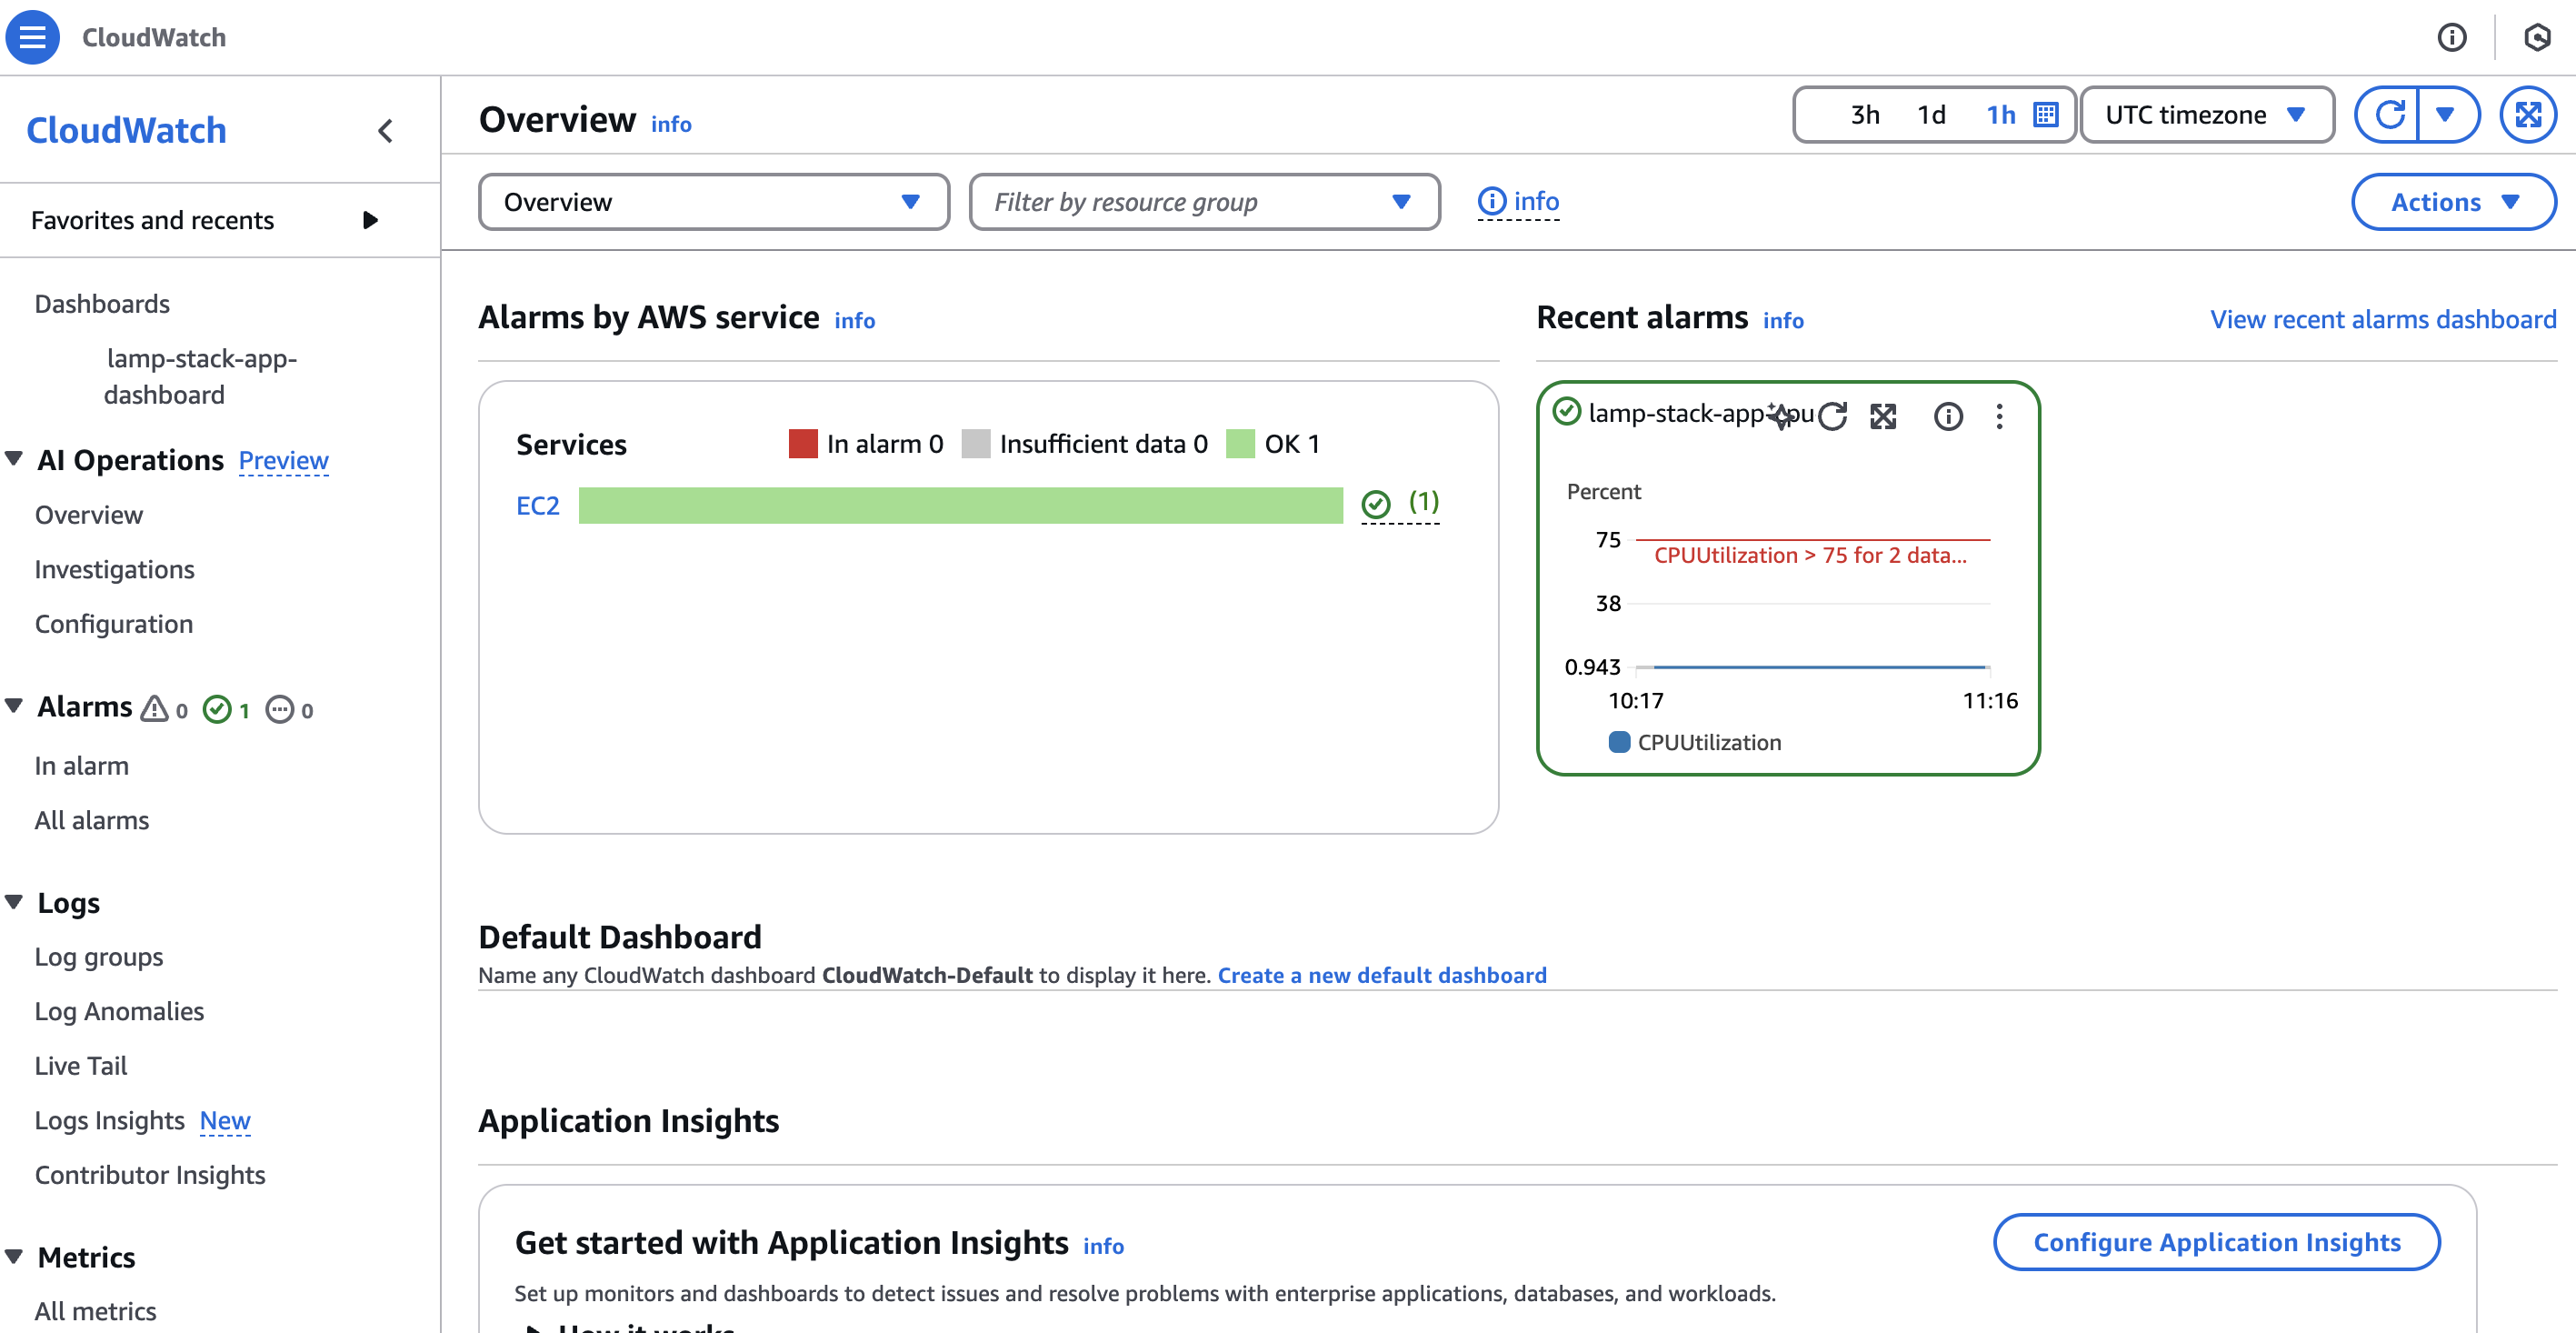 CloudWatch
CloudWatch
Favorites and recents
Dashboards
lamp-stack-app-
dashboard
AI Operations Preview
Overview
Investigations
Configuration
Alarms 0 1 0
In alarm
All alarms
Logs
Log groups
Log Anomalies
Live Tail
Logs Insights New
Contributor Insights
Metrics
All metrics
Overview info
3h 1d 1h
UTC timezone
Overview
Filter by resource group
info
Actions
Alarms by AWS service info
Services
In alarm 0 Insufficient data 0 OK 1
EC2 (1)
Recent alarms info
View recent alarms dashboard
lamp-stack-app- pu
Percent
75
CPUUtilization > 75 for 2 data...
38
0.943
10:17 11:16
CPUUtilization
Default Dashboard
Name any CloudWatch dashboard CloudWatch-Default to display it here. Create a new default dashboard
Application Insights
Get started with Application Insights info
Configure Application Insights
Set up monitors and dashboards to detect issues and resolve problems with enterprise applications, databases, and workloads.
How it works